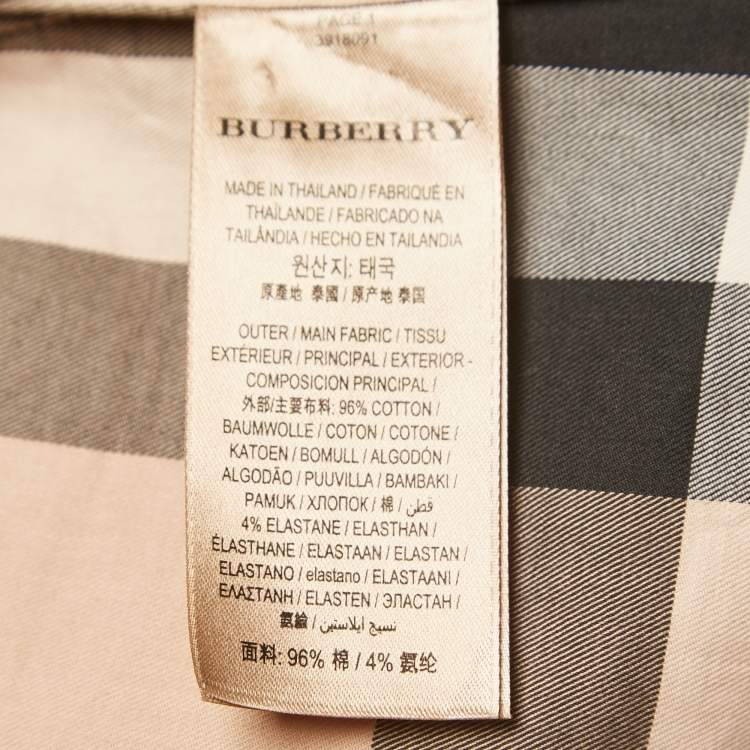 PAGE 1
3918091
BURBERRY
MADE IN THAILAND / FABRIQUÉ EN
THAÏLANDE / FABRICADO NA
TAILÂNDIA / HECHO EN TAILANDIA
원산지: 태국
原產地 泰國 / 原产地 泰国
OUTER / MAIN FABRIC / TISSU
EXTÉRIEUR / PRINCIPAL / EXTERIOR -
COMPOSICION PRINCIPAL /
外部/主要布料: 96% COTTON /
BAUMWOLLE / COTON / COTONE /
KATOEN / BOMULL / ALGODÓN /
ALGODÃO / PUUVILLA / BAMBAKI /
PAMUK / ХЛОПОК / 棉 / قطن /
4% ELASTANE / ELASTHAN /
ÉLASTHANE / ELASTAAN / ELASTAN /
ELASTANO / elastano / ELASTAANI /
ΕΛΑΣΤΑΝΗ / ELASTEN / ЭЛАСТАН /
氨綸 / نسيج ايلاستين /
面料: 96% 棉 / 4% 氨纶